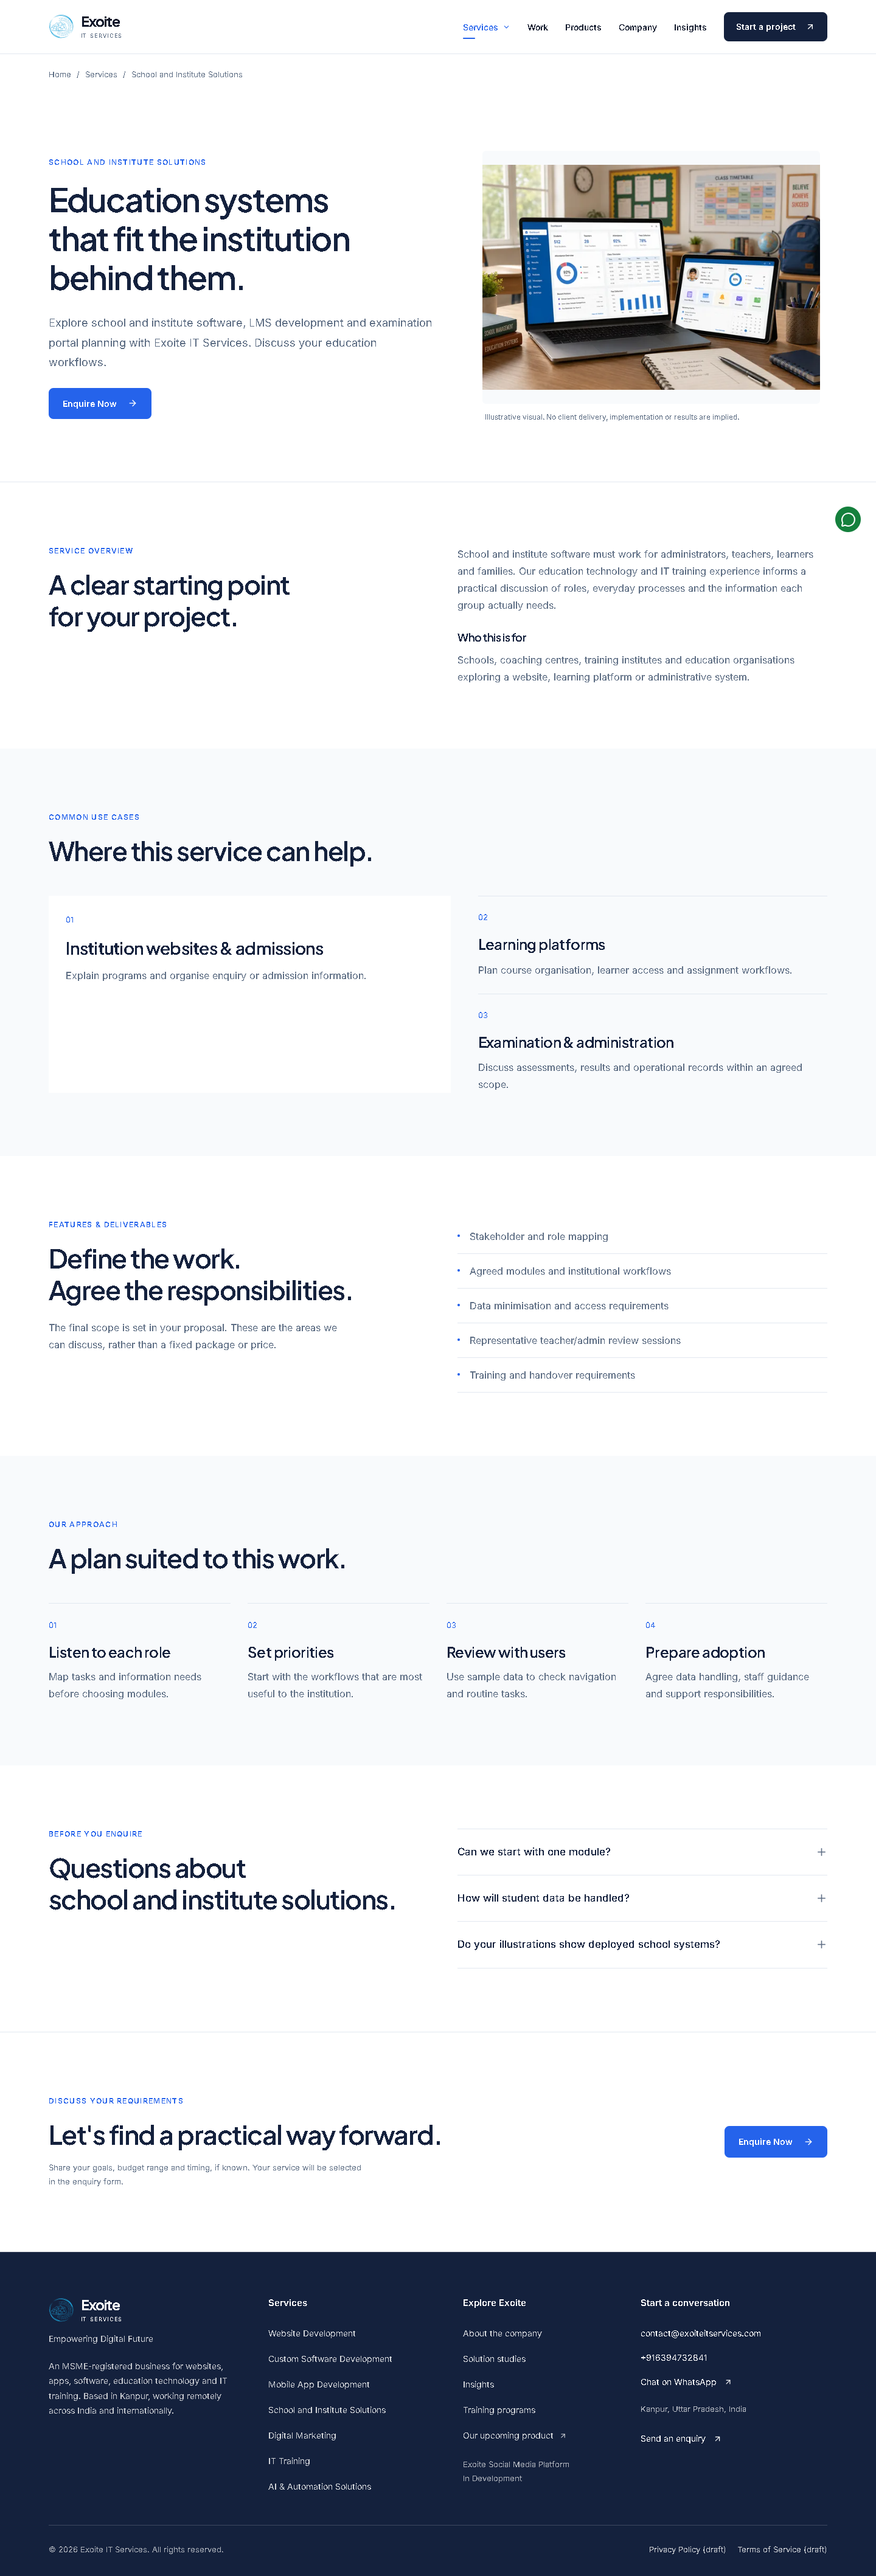 Exoite
IT SERVICES
Services
Work
Products
Company
Insights
Start a project
Home / Services / School and Institute Solutions
SCHOOL AND INSTITUTE SOLUTIONS
Education systems
that fit the institution
behind them.
Explore school and institute software, LMS development and examination
portal planning with Exoite IT Services. Discuss your education
workflows.
Enquire Now
CLASS TIMETABLE
BELIEVE
ACHIEVE
Illustrative visual. No client delivery, implementation or results are implied.
SERVICE OVERVIEW
A clear starting point
for your project.
School and institute software must work for administrators, teachers, learners
and families. Our education technology and IT training experience informs a
practical discussion of roles, everyday processes and the information each
group actually needs.
Who this is for
Schools, coaching centres, training institutes and education organisations
exploring a website, learning platform or administrative system.
COMMON USE CASES
Where this service can help.
01
Institution websites & admissions
Explain programs and organise enquiry or admission information.
02
Learning platforms
Plan course organisation, learner access and assignment workflows.
03
Examination & administration
Discuss assessments, results and operational records within an agreed
scope.
FEATURES & DELIVERABLES
Define the work.
Agree the responsibilities.
The final scope is set in your proposal. These are the areas we
can discuss, rather than a fixed package or price.
• Stakeholder and role mapping
• Agreed modules and institutional workflows
• Data minimisation and access requirements
• Representative teacher/admin review sessions
• Training and handover requirements
OUR APPROACH
A plan suited to this work.
01
Listen to each role
Map tasks and information needs
before choosing modules.
02
Set priorities
Start with the workflows that are most
useful to the institution.
03
Review with users
Use sample data to check navigation
and routine tasks.
04
Prepare adoption
Agree data handling, staff guidance
and support responsibilities.
BEFORE YOU ENQUIRE
Questions about
school and institute solutions.
Can we start with one module?
How will student data be handled?
Do your illustrations show deployed school systems?
DISCUSS YOUR REQUIREMENTS
Let's find a practical way forward.
Share your goals, budget range and timing, if known. Your service will be selected
in the enquiry form.
Enquire Now
Exoite
IT SERVICES
Empowering Digital Future
An MSME-registered business for websites,
apps, software, education technology and IT
training. Based in Kanpur, working remotely
across India and internationally.
Services
Website Development
Custom Software Development
Mobile App Development
School and Institute Solutions
Digital Marketing
IT Training
AI & Automation Solutions
Explore Exoite
About the company
Solution studies
Insights
Training programs
Our upcoming product
Exoite Social Media Platform
In Development
Start a conversation
contact@exoiteitservices.com
+916394732841
Chat on WhatsApp
Kanpur, Uttar Pradesh, India
Send an enquiry
© 2026 Exoite IT Services. All rights reserved.
Privacy Policy (draft)
Terms of Service (draft)